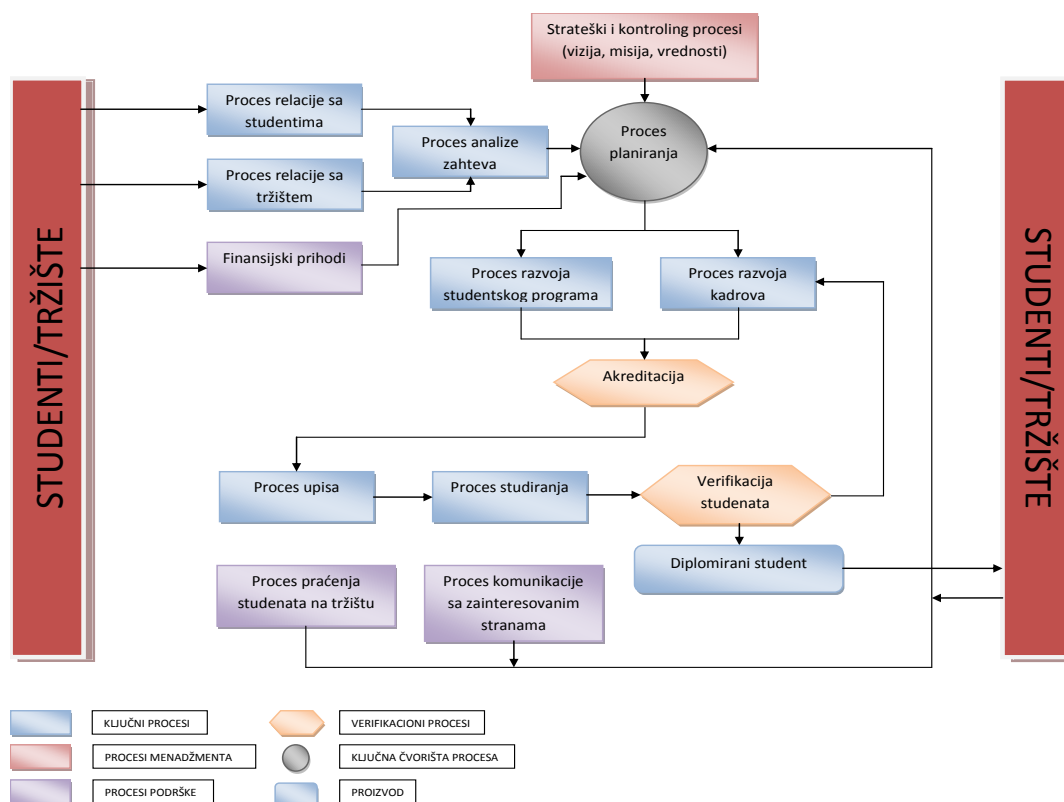 Strateški i kontroling procesi
(vizija, misija, vrednosti)
STUDENTI/TRŽIŠTE
Proces relacije sa
studentima
Proces analize
zahteva
Proces
planiranja
Proces relacije sa
tržištem
Finansijski prihodi
Proces razvoja
studentskog programa
Proces razvoja
kadrova
STUDENTI/TRŽIŠTE
Akreditacija
Proces upisa
Proces studiranja
Verifikacija
studenata
Diplomirani student
Proces praćenja
studenata na tržištu
Proces komunikacije
sa zainteresovanim
stranama
KLJUČNI PROCESI
VERIFIKACIONI PROCESI
PROCESI MENADŽMENTA
KLJUČNA ČVORIŠTA PROCESA
PROCESI PODRŠKE
PROIZVOD